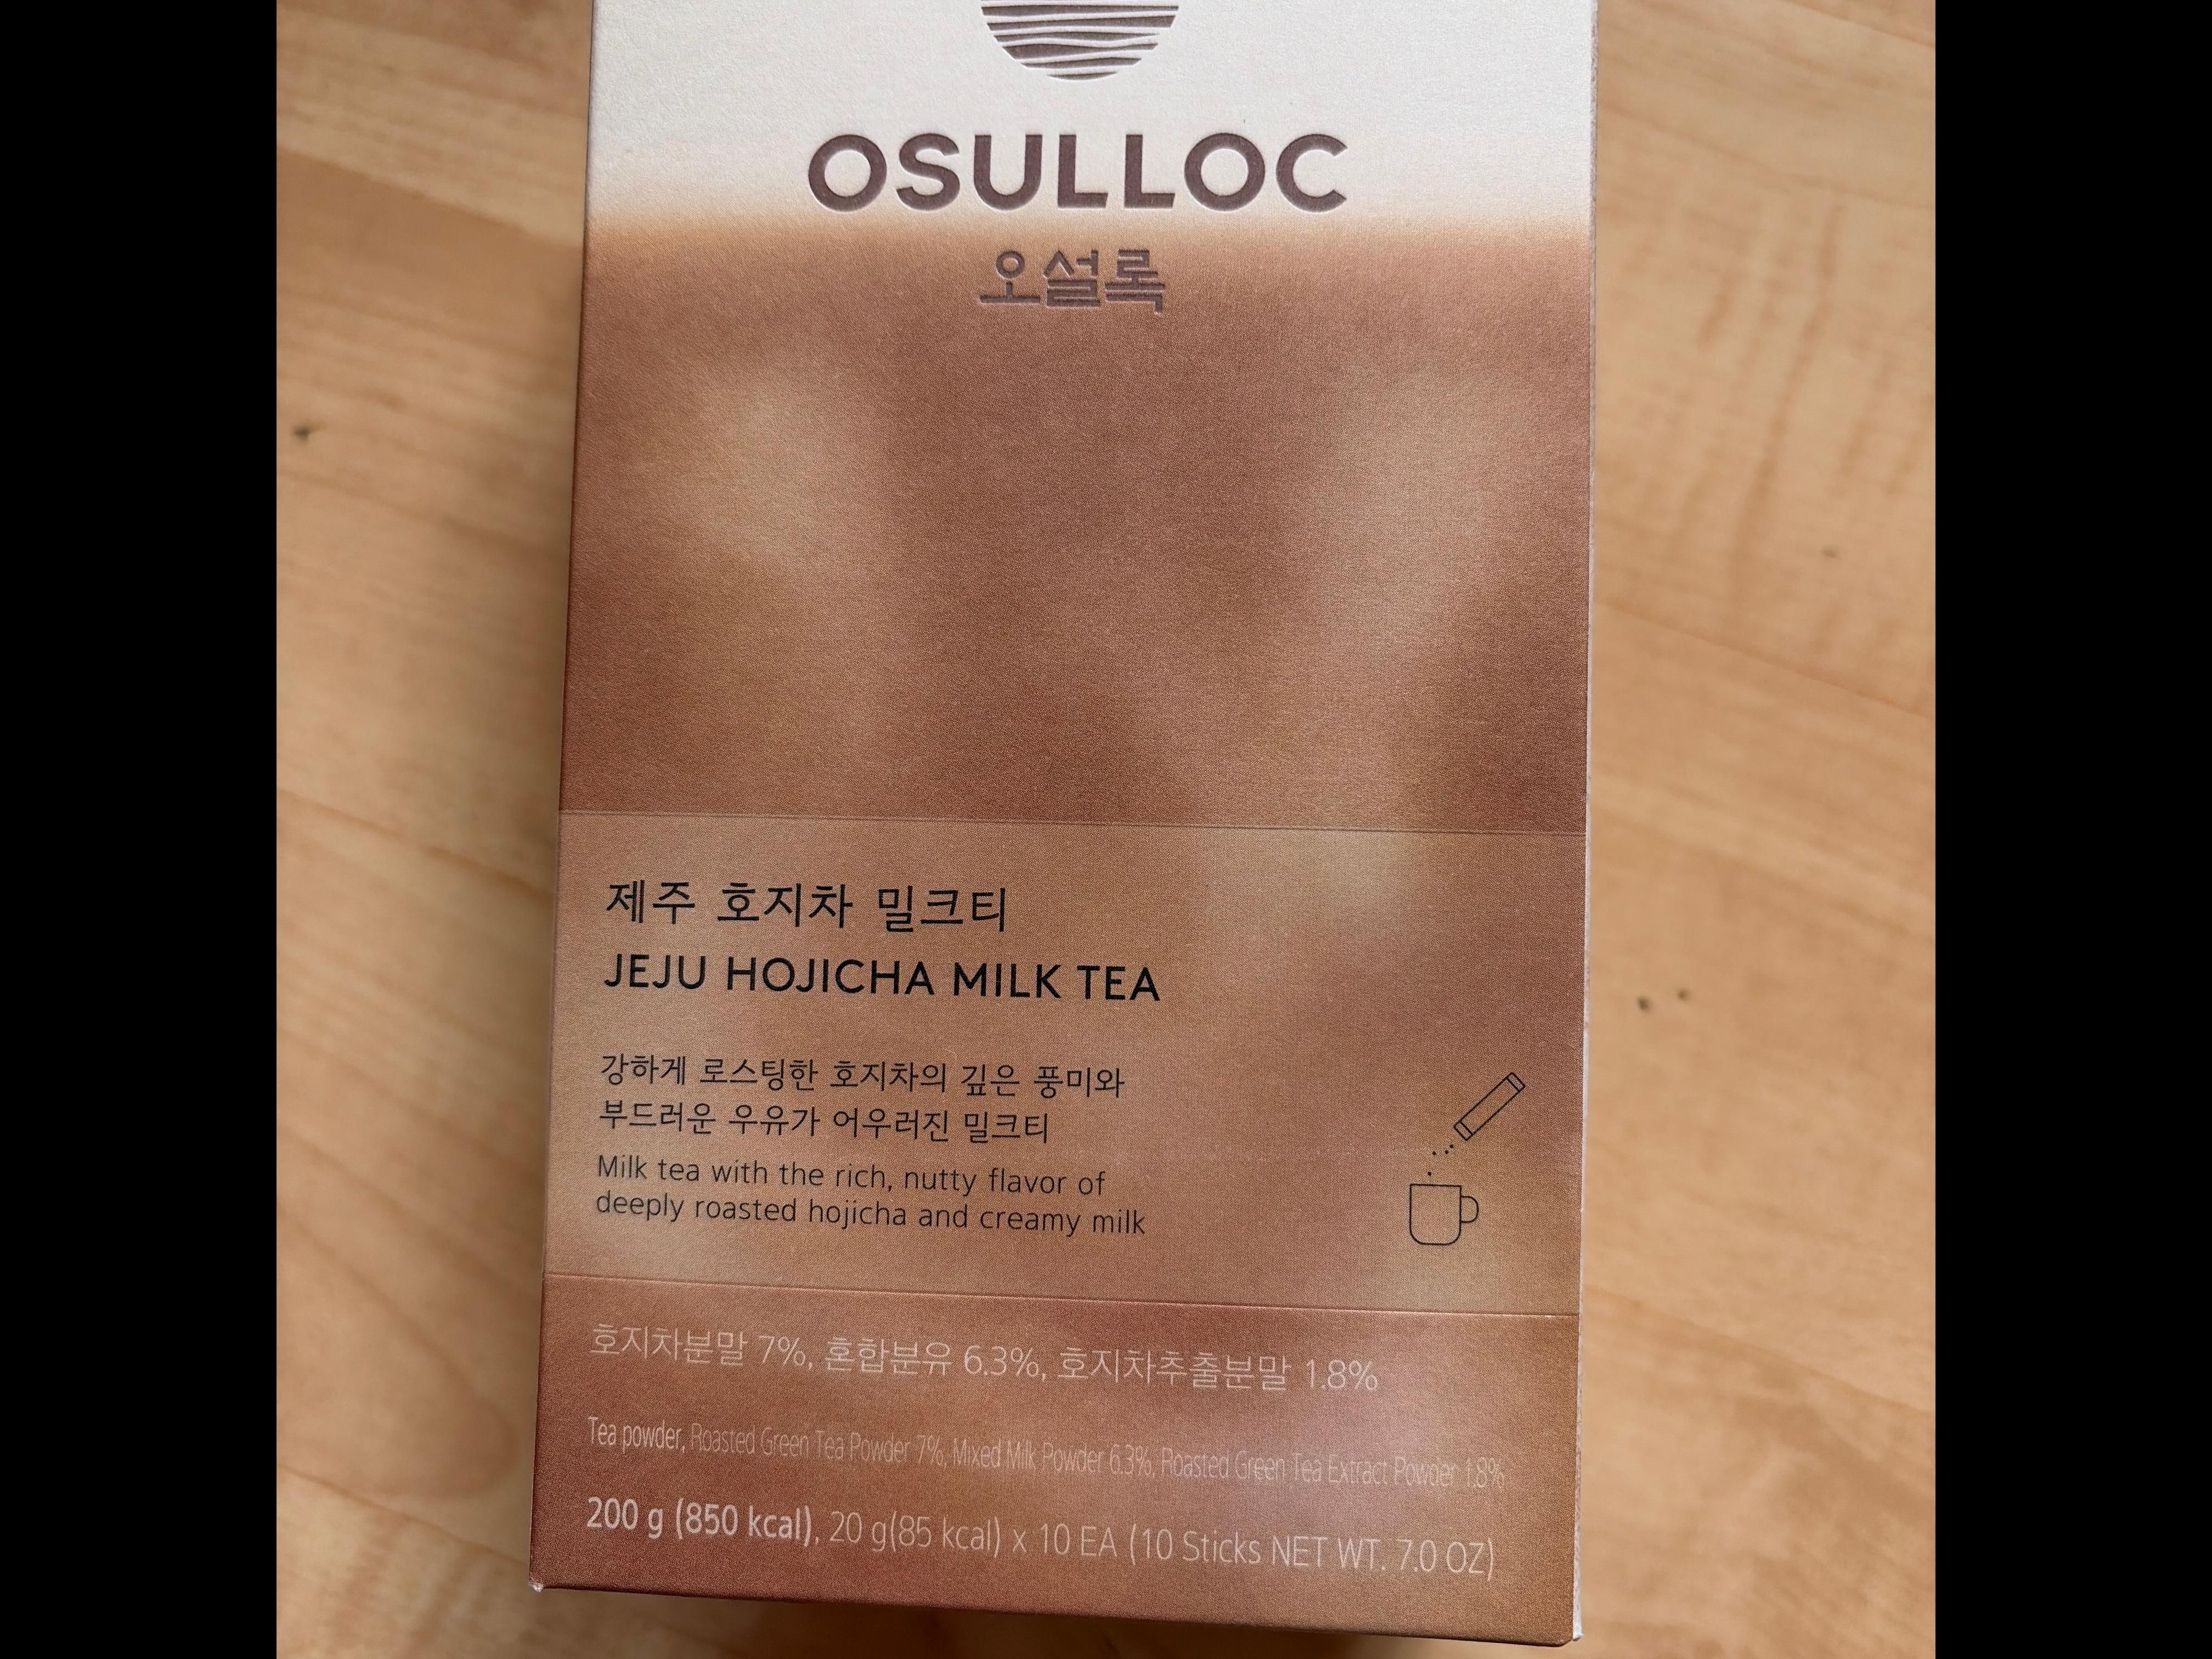 OSULLOC
오설록
제주 호지차 밀크티
JEJU HOJICHA MILK TEA
강하게 로스팅한 호지차의 깊은 풍미와
부드러운 우유가 어우러진 밀크티
Milk tea with the rich, nutty flavor of
deeply roasted hojicha and creamy milk
호지차분말 7%, 혼합분유 6.3%, 호지차추출분말 1.8%
Tea powder, Roasted Green Tea Powder 7%, Mixed Milk Powder 6.3%, Roasted Green Tea Extract Powder 1.8%
200 g (850 kcal), 20 g(85 kcal) x 10 EA (10 Sticks NET WT. 7.0 OZ)